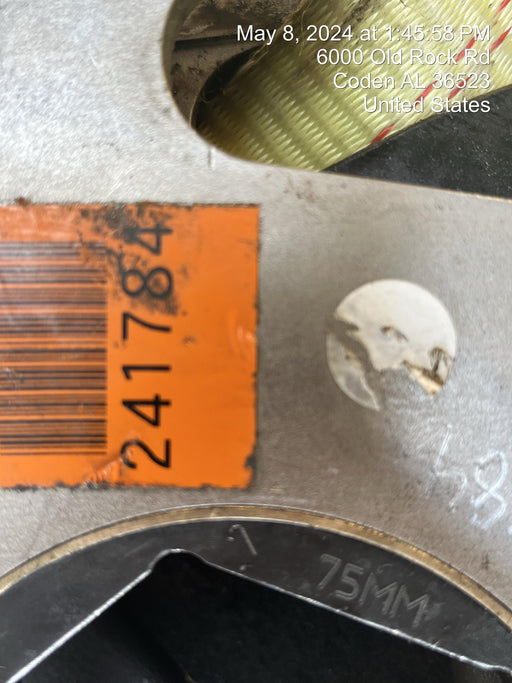 May 8, 2024 at 1:45:58 PM
6000 Old Rock Rd
Coden AL 36523
United States
241784
75MM